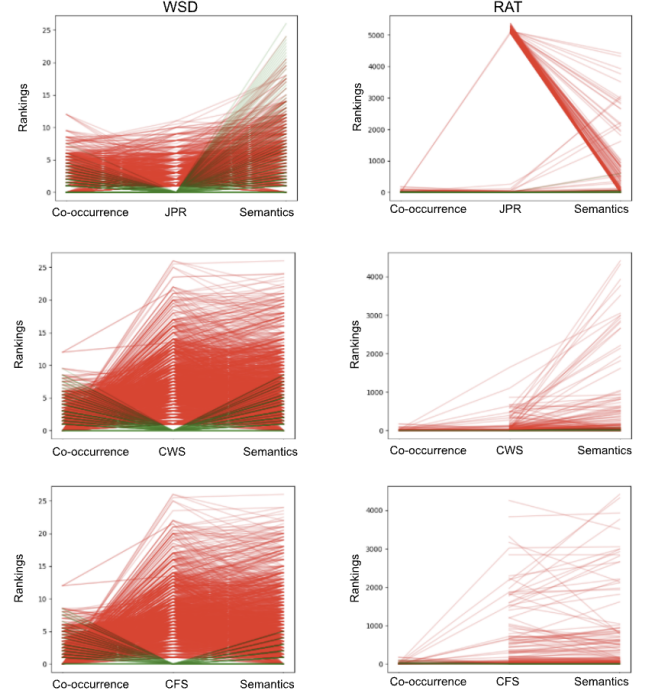 WSD
RAT
25
20
15
10
5
0
Rankings
Co-occurrence JPR Semantics
5000
4000
3000
2000
1000
0
Rankings
Co-occurrence JPR Semantics
25
20
15
10
5
0
Rankings
Co-occurrence CWS Semantics
4000
3000
2000
1000
0
Rankings
Co-occurrence CWS Semantics
25
20
15
10
5
0
Rankings
Co-occurrence CFS Semantics
4000
3000
2000
1000
0
Rankings
Co-occurrence CFS Semantics